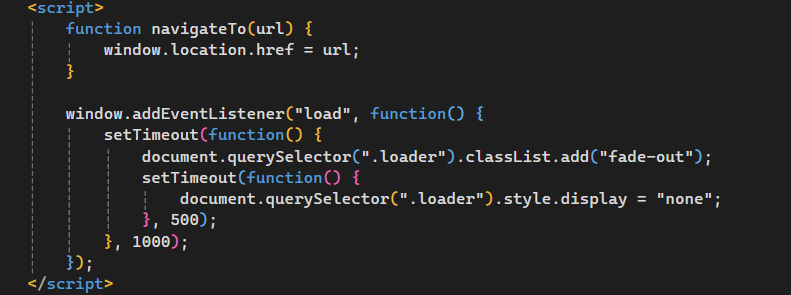 <script>
function navigateTo(url) {
window.location.href = url;
}
window.addEventListener("load", function() {
setTimeout(function() {
document.querySelector(".loader").classList.add("fade-out");
setTimeout(function() {
document.querySelector(".loader").style.display = "none";
}, 500);
}, 1000);
});
</script>